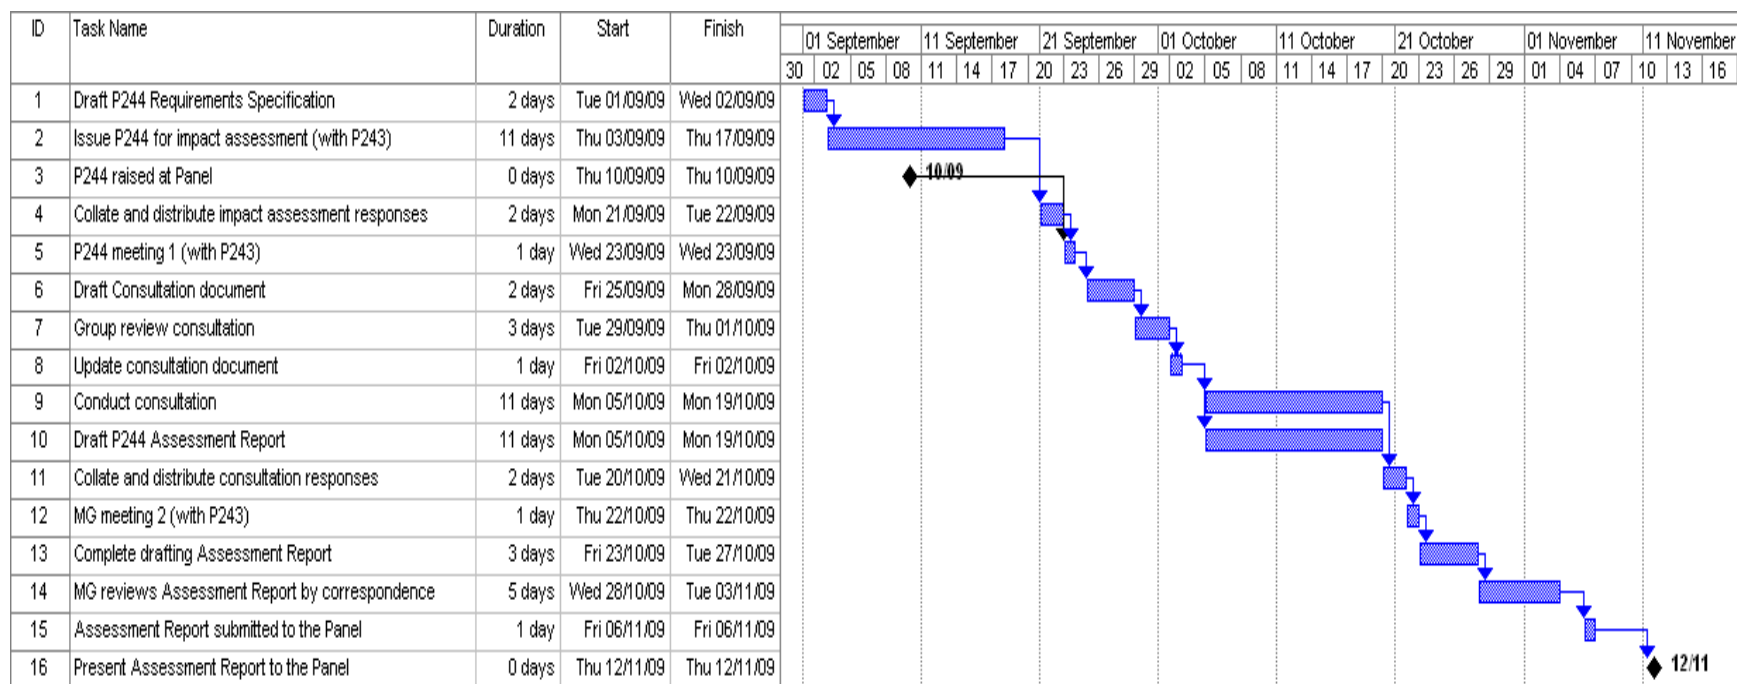 ID Task Name Duration Start Finish
01 September 11 September 21 September 01 October 11 October 21 October 01 November 11 November
30 02 05 08 11 14 17 20 23 26 29 02 05 08 11 14 17 20 23 26 29 01 04 07 10 13 16
1 Draft P244 Requirements Specification 2 days Tue 01/09/09 Wed 02/09/09
2 Issue P244 for impact assessment (with P243) 11 days Thu 03/09/09 Thu 17/09/09
3 P244 raised at Panel 0 days Thu 10/09/09 Thu 10/09/09 10/09
4 Collate and distribute impact assessment responses 2 days Mon 21/09/09 Tue 22/09/09
5 P244 meeting 1 (with P243) 1 day Wed 23/09/09 Wed 23/09/09
6 Draft Consultation document 2 days Fri 25/09/09 Mon 28/09/09
7 Group review consultation 3 days Tue 29/09/09 Thu 01/10/09
8 Update consultation document 1 day Fri 02/10/09 Fri 02/10/09
9 Conduct consultation 11 days Mon 05/10/09 Mon 19/10/09
10 Draft P244 Assessment Report 11 days Mon 05/10/09 Mon 19/10/09
11 Collate and distribute consultation responses 2 days Tue 20/10/09 Wed 21/10/09
12 MG meeting 2 (with P243) 1 day Thu 22/10/09 Thu 22/10/09
13 Complete drafting Assessment Report 3 days Fri 23/10/09 Tue 27/10/09
14 MG reviews Assessment Report by correspondence 5 days Wed 28/10/09 Tue 03/11/09
15 Assessment Report submitted to the Panel 1 day Fri 06/11/09 Fri 06/11/09
16 Present Assessment Report to the Panel 0 days Thu 12/11/09 Thu 12/11/09 12/11